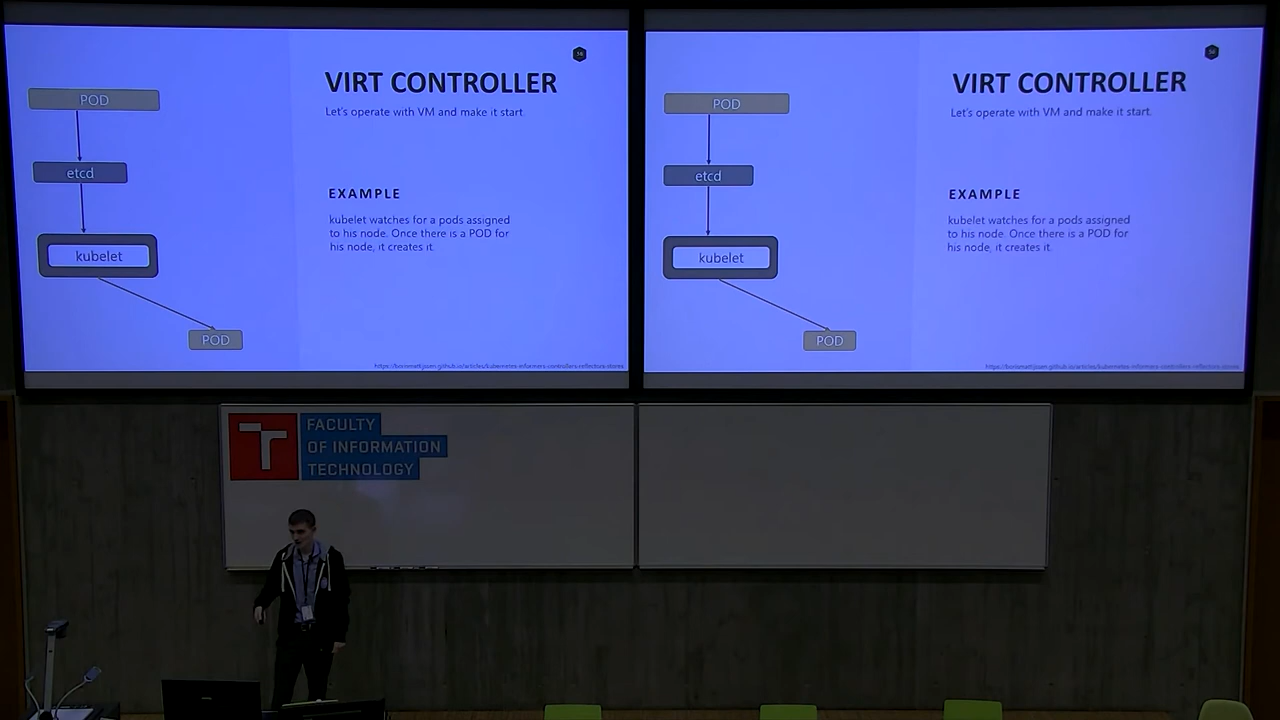 VIRT CONTROLLER
Let's operate with VM and make it start.
POD
etcd
kubelet
POD
EXAMPLE
kubelet watches for a pods assigned
to his node. Once there is a POD for
his node, it creates it.
VIRT CONTROLLER
Let's operate with VM and make it start.
POD
etcd
kubelet
POD
EXAMPLE
kubelet watches for a pods assigned
to his node. Once there is a POD for
his node, it creates it.
FACULTY
OF INFORMATION
TECHNOLOGY